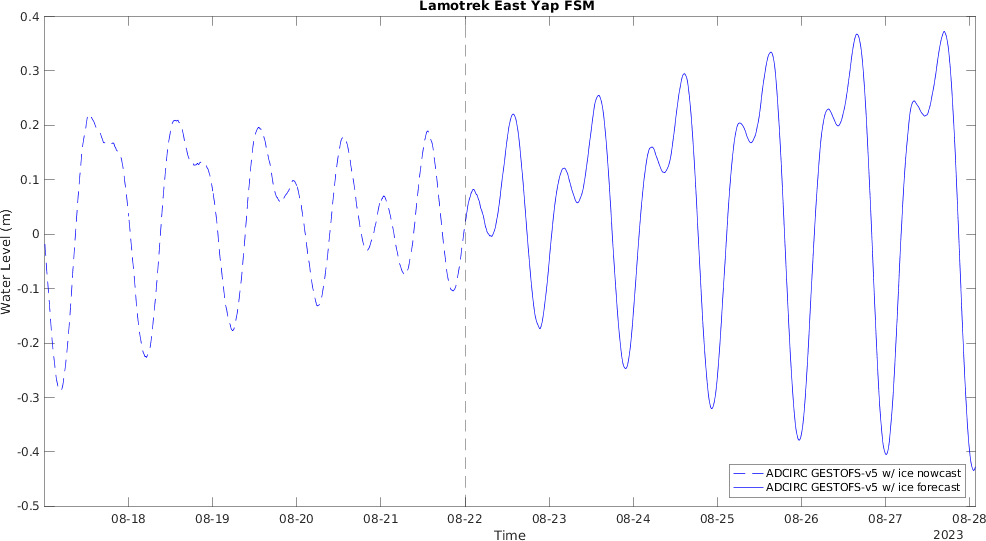 Lamotrek East Yap FSM
0.4
0.3
0.2
0.1
0
-0.1
-0.2
-0.3
-0.4
-0.5
Water Level (m)
ADCIRC GESTOFS-v5 w/ ice nowcast
ADCIRC GESTOFS-v5 w/ ice forecast
08-18 08-19 08-20 08-21 08-22 08-23 08-24 08-25 08-26 08-27 08-28
Time
2023